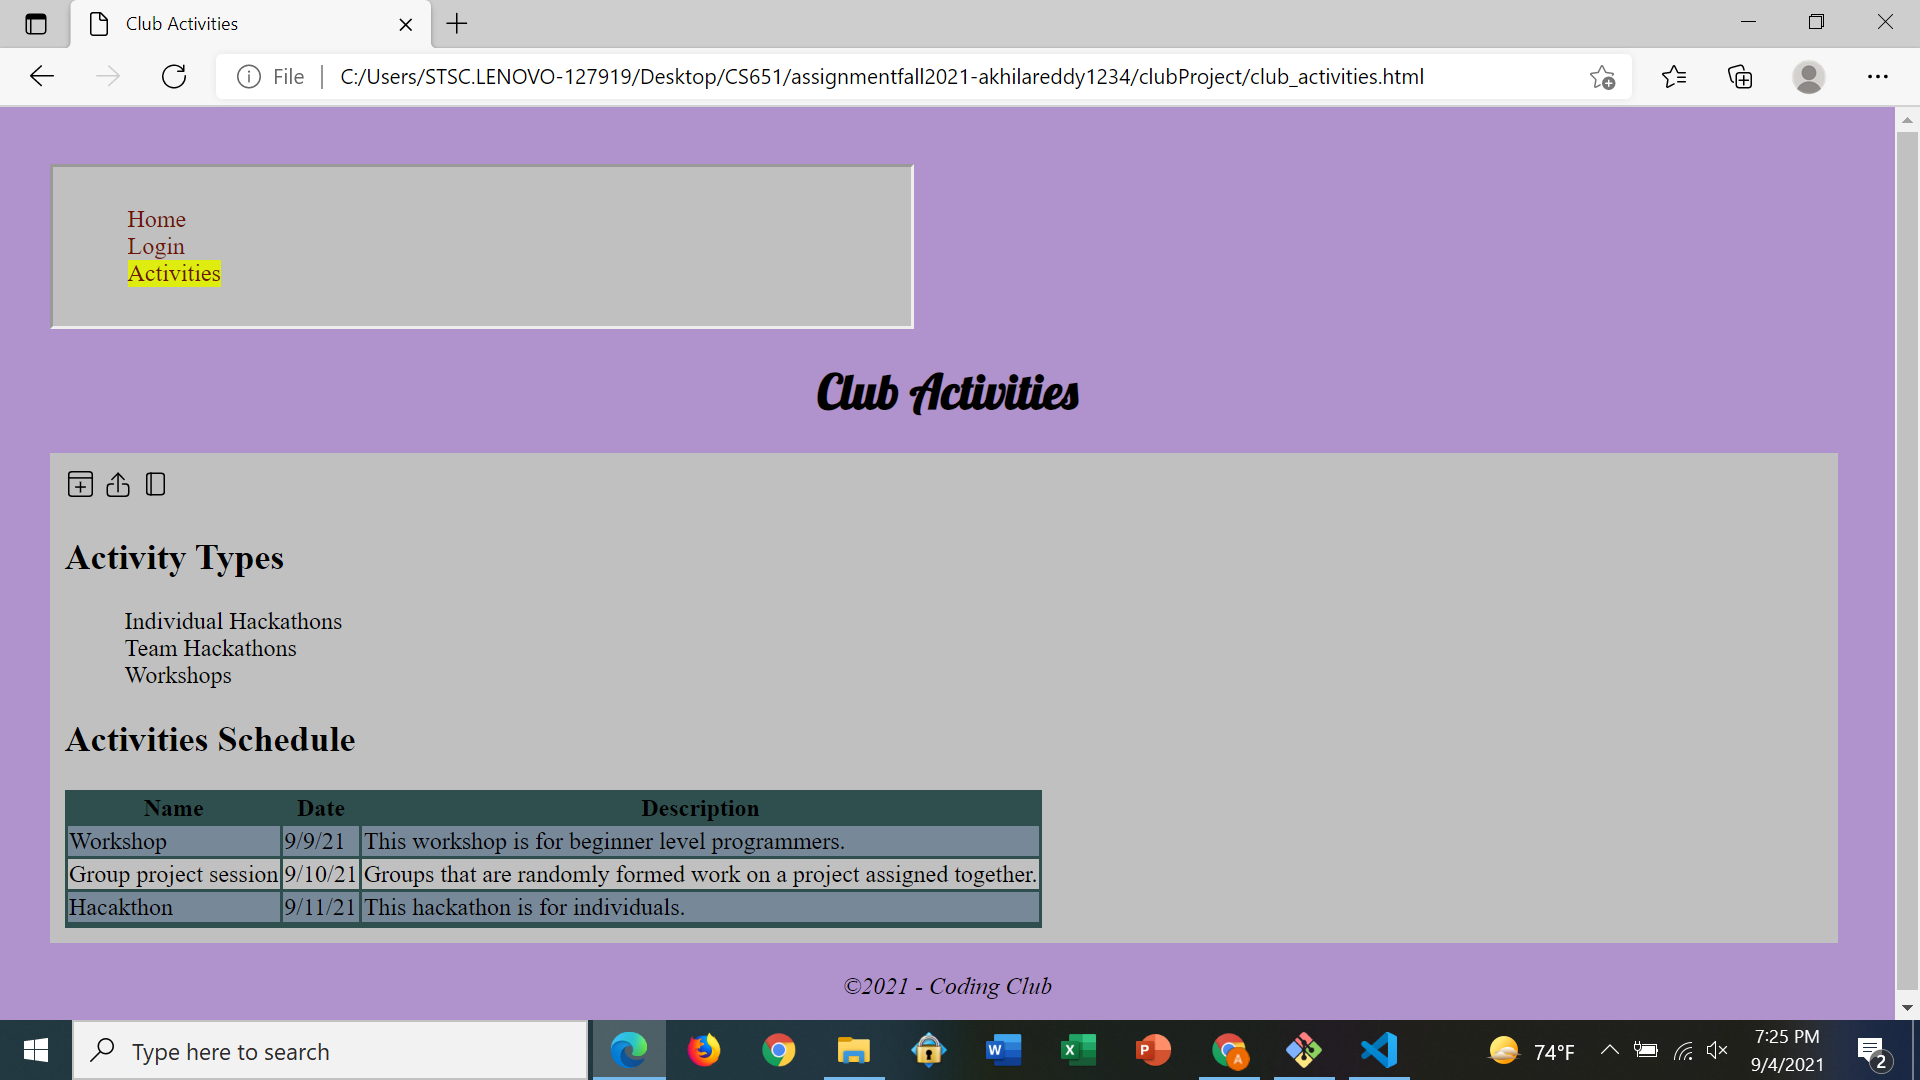 Club Activities
File
C:/Users/STSC.LENOVO-127919/Desktop/CS651/assignmentfall2021-akhilareddy1234/clubProject/club_activities.html
Home
Login
Activities
Club Activities
Activity Types
Individual Hackathons
Team Hackathons
Workshops
Activities Schedule
Name Date Description
Workshop 9/9/21 This workshop is for beginner level programmers.
Group project session 9/10/21 Groups that are randomly formed work on a project assigned together.
Hacakthon 9/11/21 This hackathon is for individuals.
©2021 - Coding Club
Type here to search
W
X
P
A
74°F
7:25 PM
9/4/2021
2